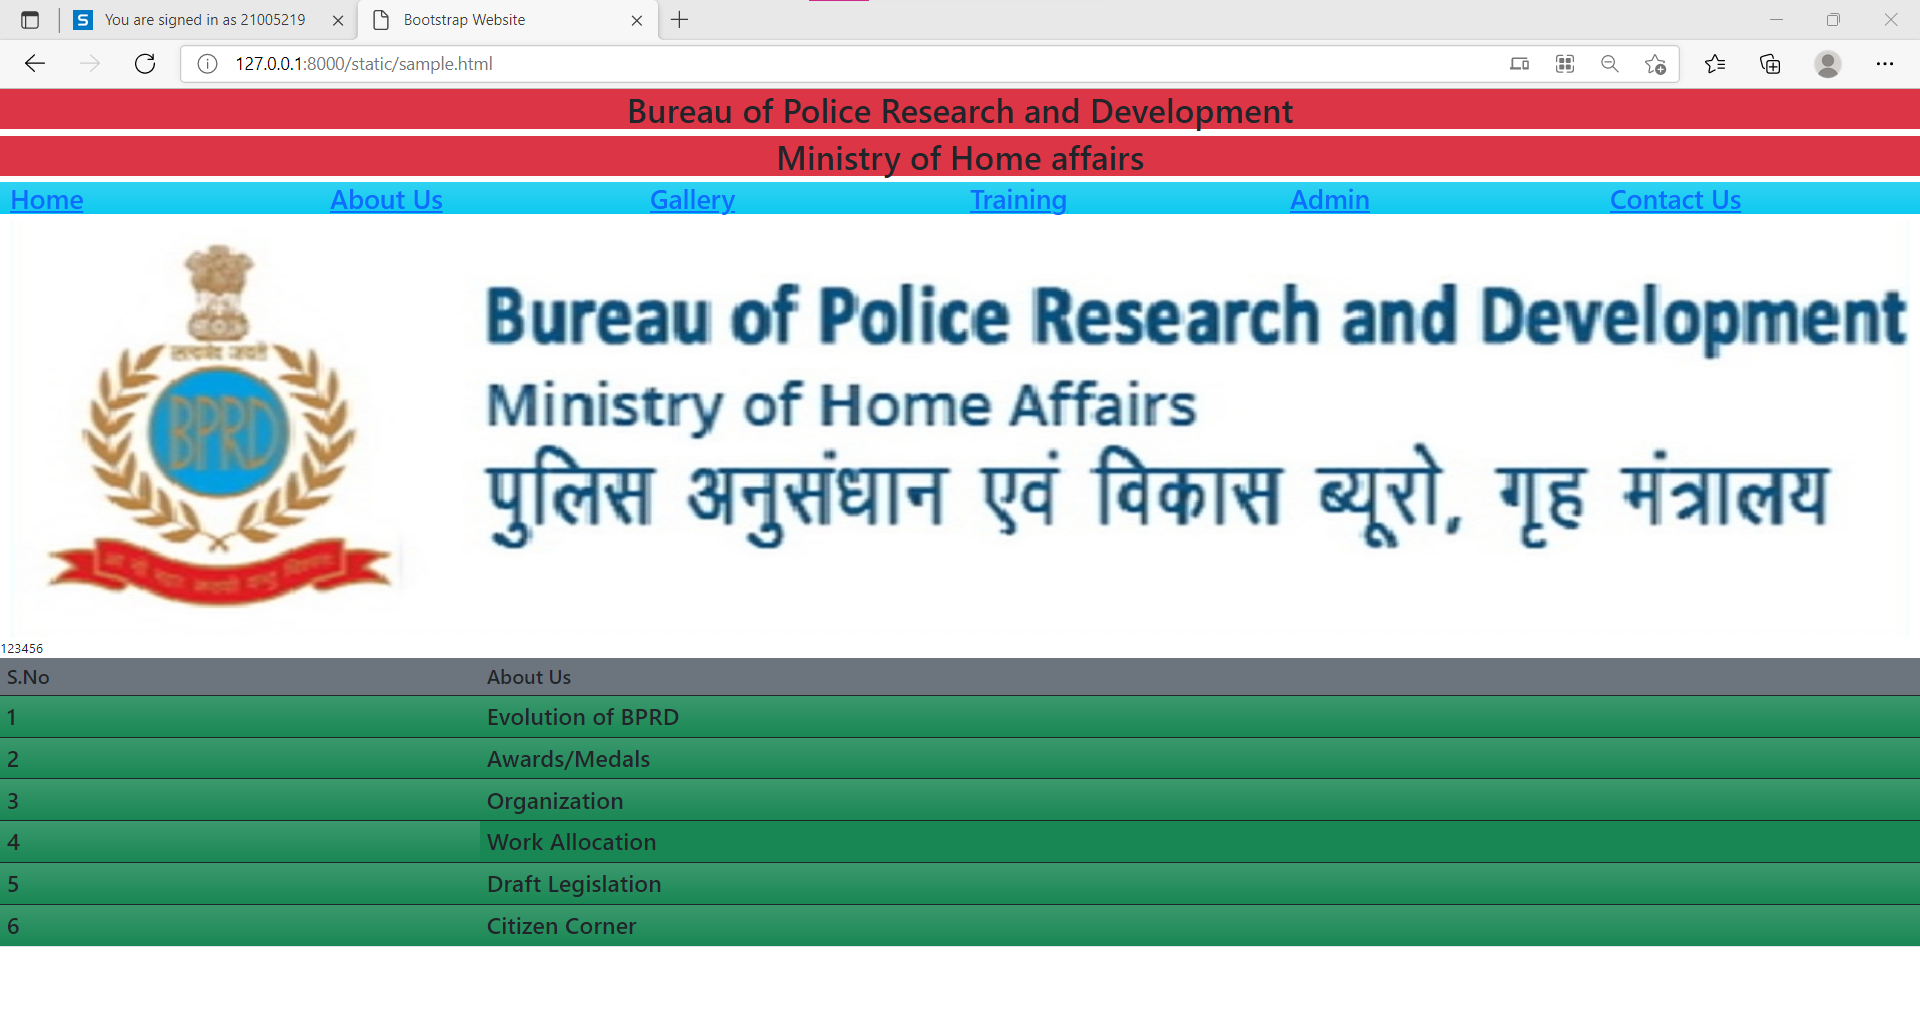 You are signed in as 21005219
Bootstrap Website
127.0.0.1:8000/static/sample.html
Bureau of Police Research and Development
Ministry of Home affairs
Home About Us Gallery Training Admin Contact Us
सत्यमेव जयते
BPRD
Bureau of Police Research and Development
Ministry of Home Affairs
पुलिस अनुसंधान एवं विकास ब्यूरो, गृह मंत्रालय
123456
S.No About Us
1 Evolution of BPRD
2 Awards/Medals
3 Organization
4 Work Allocation
5 Draft Legislation
6 Citizen Corner